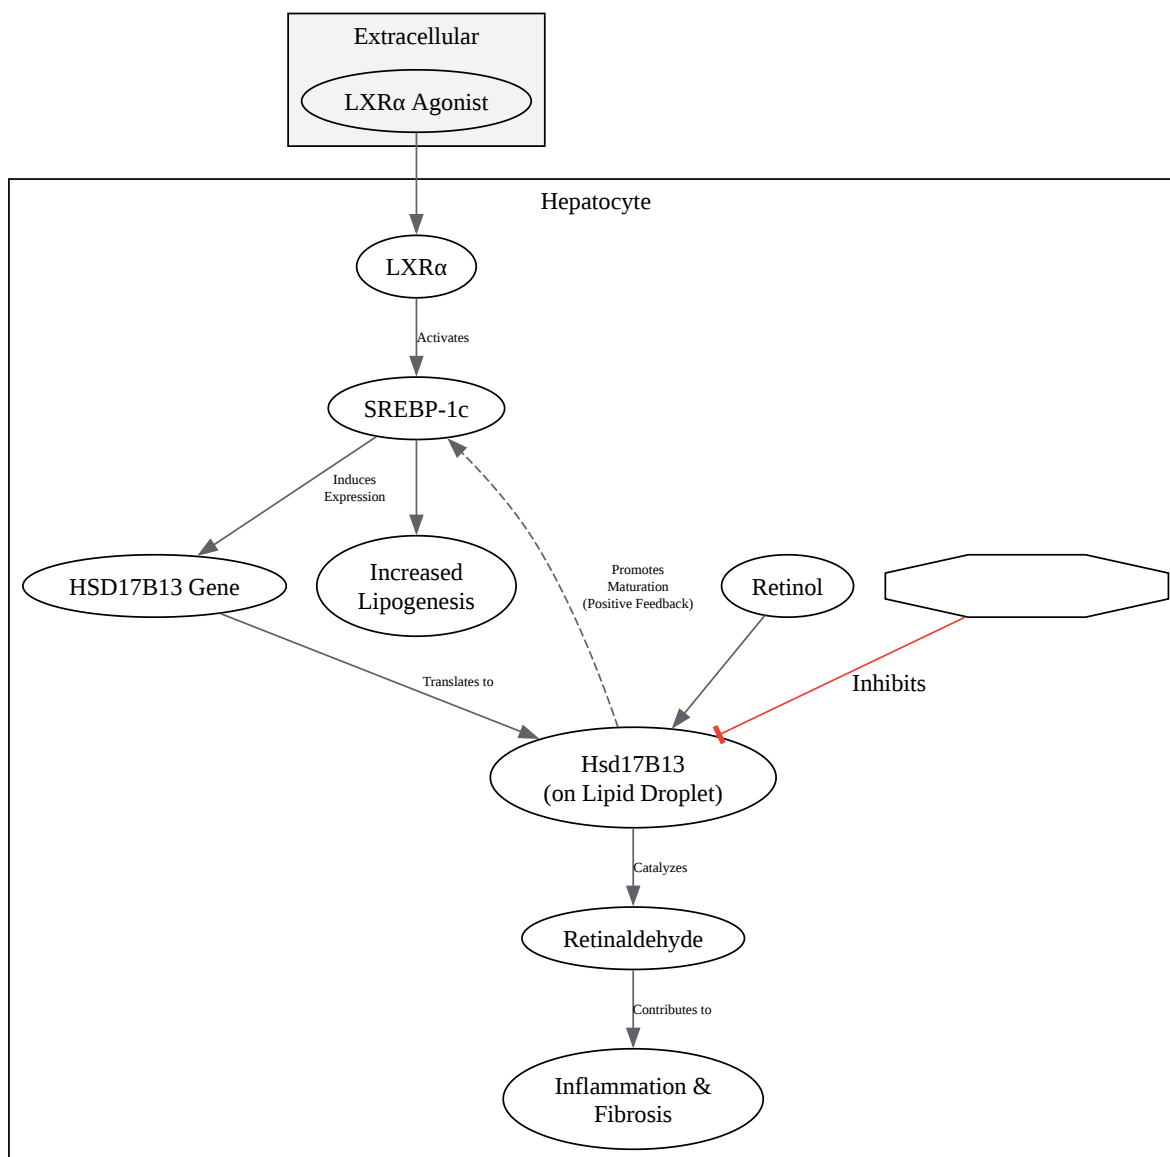 Extracellular
LXRα Agonist
Hepatocyte
LXRα
Activates
SREBP-1c
Induces
Expression
HSD17B13 Gene
Increased
Lipogenesis
Promotes
Maturation
(Positive Feedback)
Retinol
Translates to
Inhibits
Hsd17B13
(on Lipid Droplet)
Catalyzes
Retinaldehyde
Contributes to
Inflammation &
Fibrosis